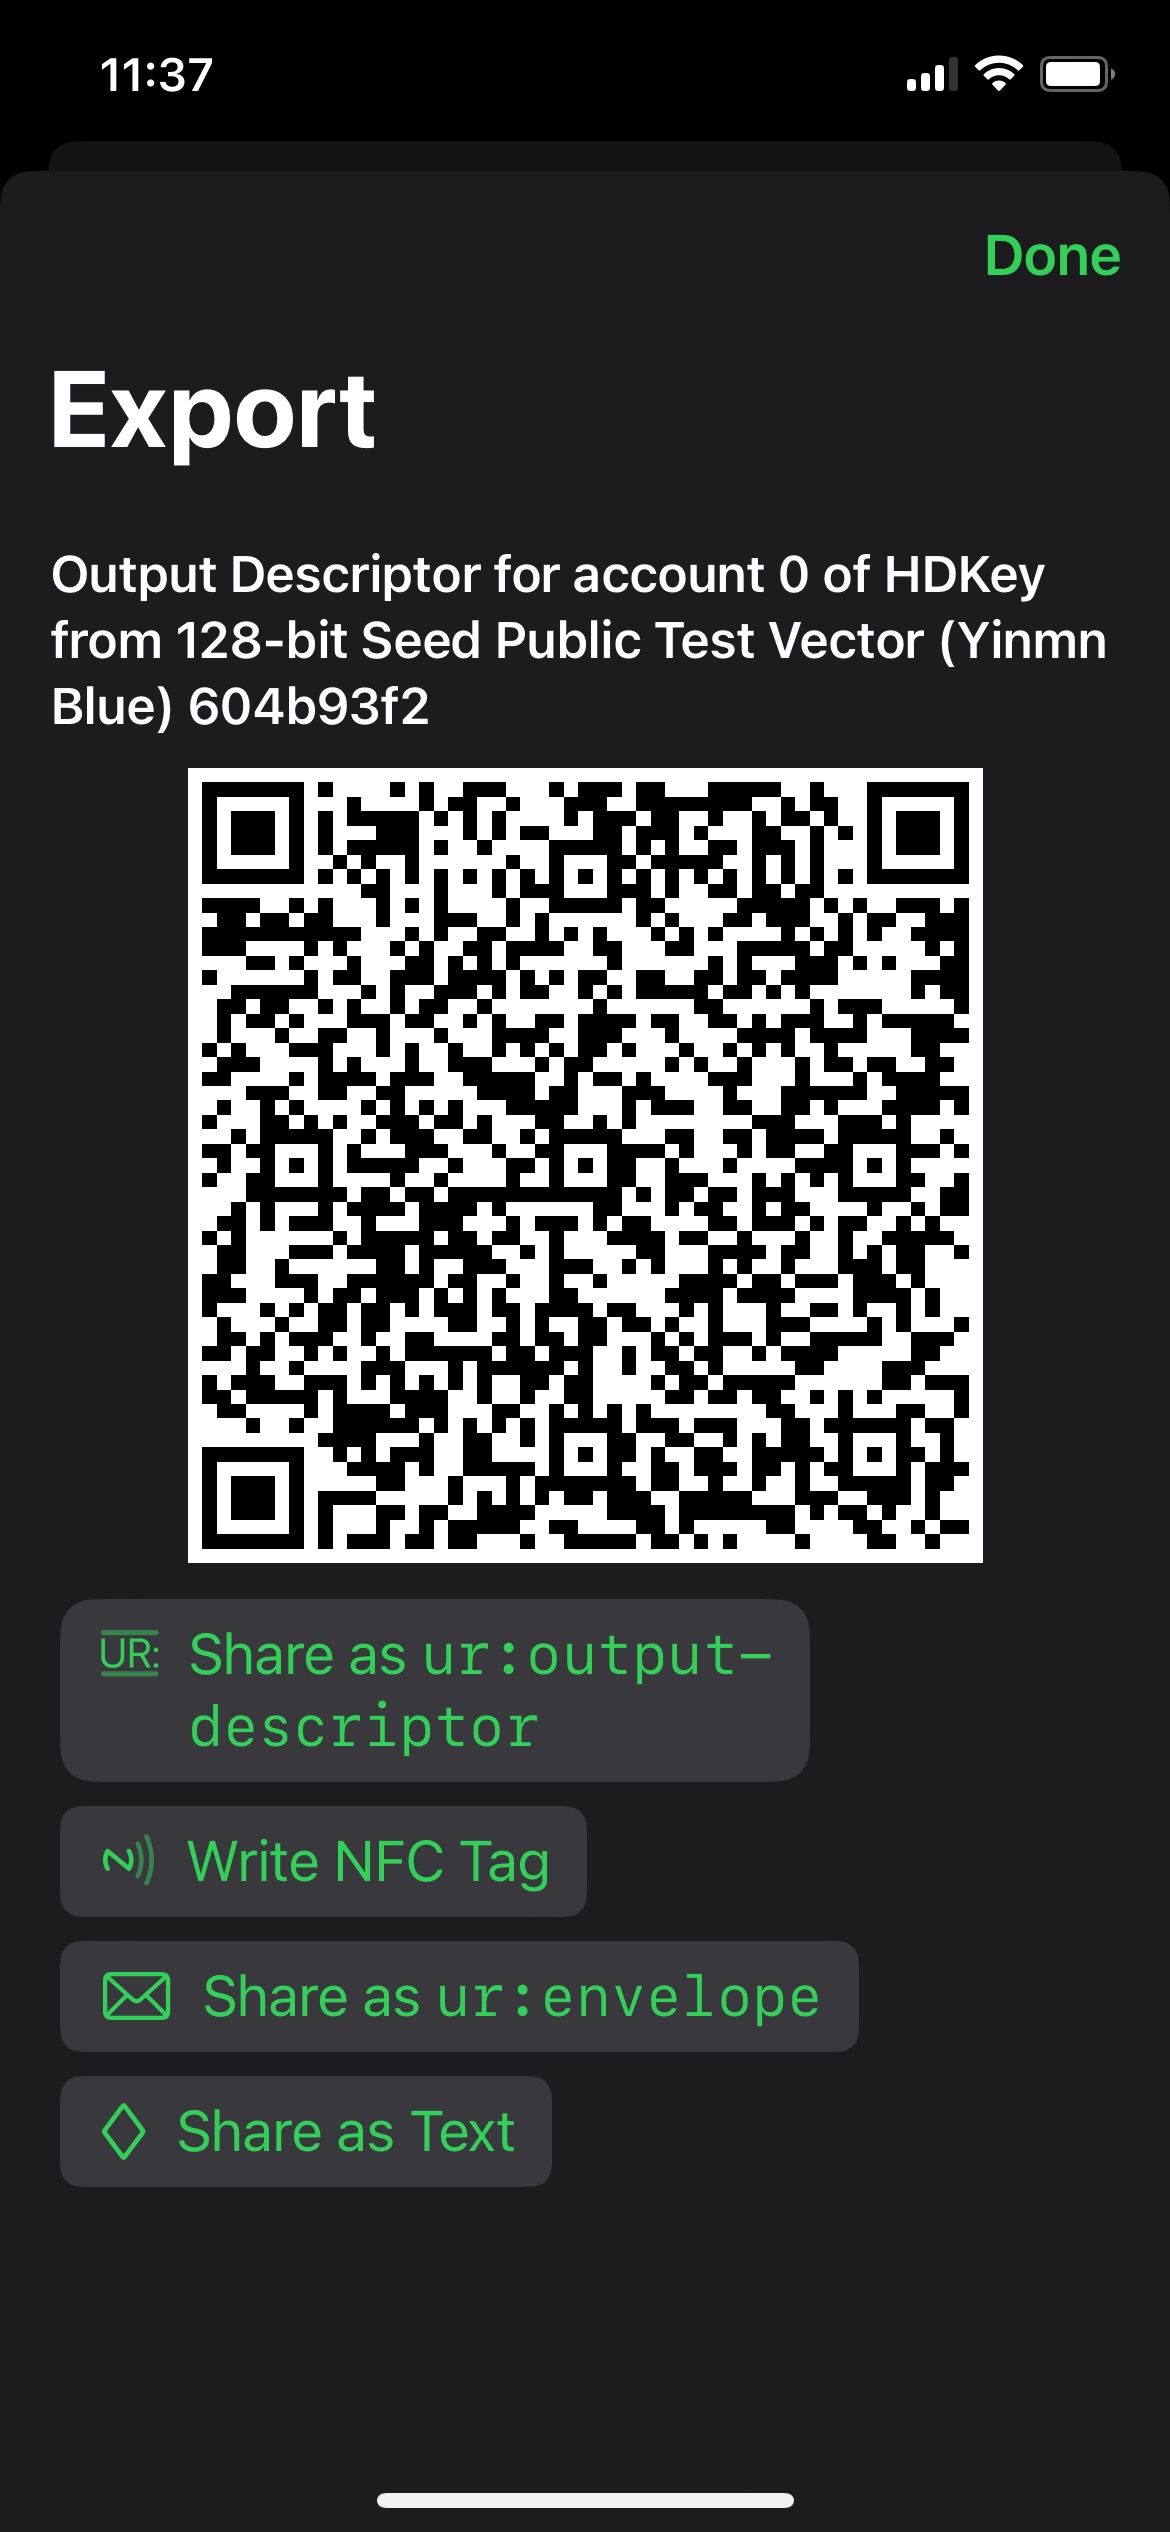 11:37
Done
Export
Output Descriptor for account 0 of HDKey
from 128-bit Seed Public Test Vector (Yinmn
Blue) 604b93f2
UR: Share as ur:output-
descriptor
Write NFC Tag
Share as ur:envelope
Share as Text